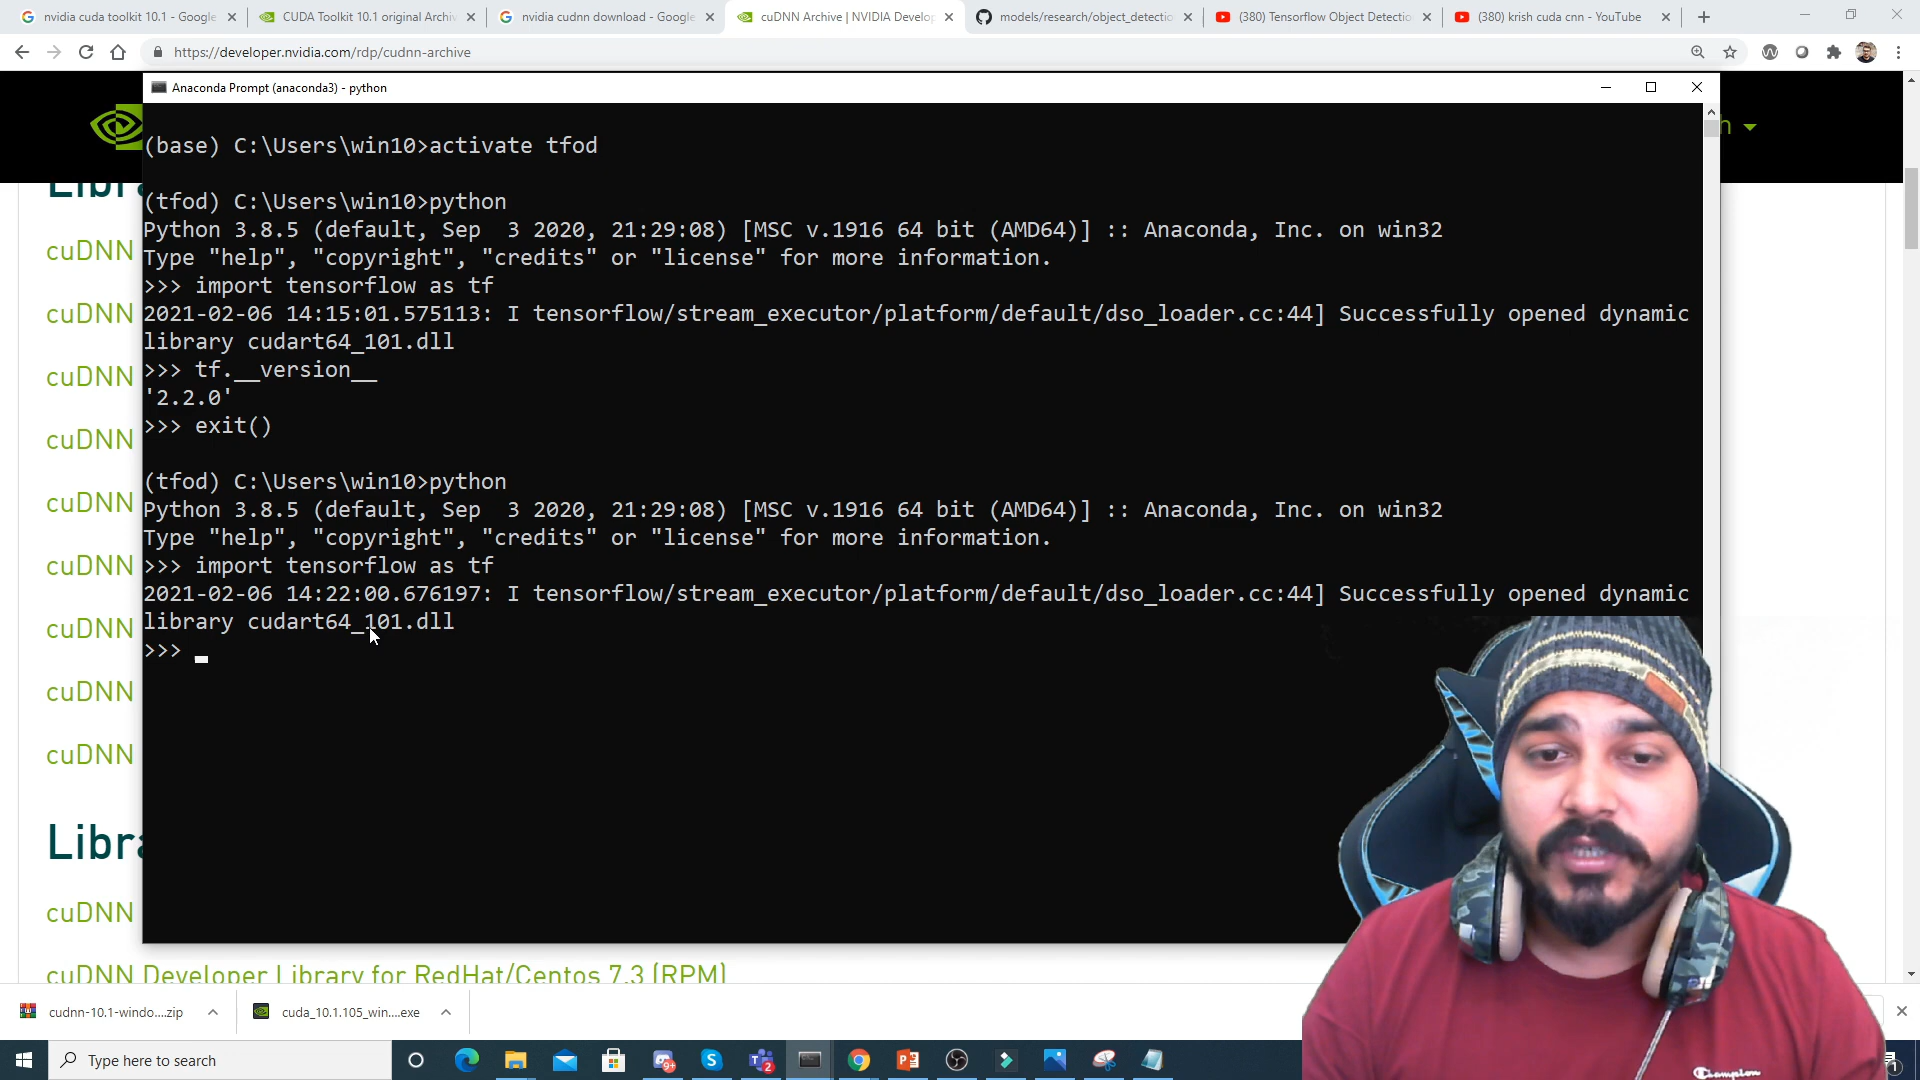 nvidia cuda toolkit 10.1 - Google
CUDA Toolkit 10.1 original Archiv
nvidia cudnn download - Google
cuDNN Archive | NVIDIA Develop
models/research/object_detectio
(380) Tensorflow Object Detectio
(380) krish cuda cnn - YouTube
https://developer.nvidia.com/rdp/cudnn-archive
Anaconda Prompt (anaconda3) - python
(base) C:\Users\win10>activate tfod
(tfod) C:\Users\win10>python
Python 3.8.5 (default, Sep  3 2020, 21:29:08) [MSC v.1916 64 bit (AMD64)] :: Anaconda, Inc. on win32
Type "help", "copyright", "credits" or "license" for more information.
>>> import tensorflow as tf
2021-02-06 14:15:01.575113: I tensorflow/stream_executor/platform/default/dso_loader.cc:44] Successfully opened dynamic
library cudart64_101.dll
>>> tf.__version__
'2.2.0'
>>> exit()
(tfod) C:\Users\win10>python
Python 3.8.5 (default, Sep  3 2020, 21:29:08) [MSC v.1916 64 bit (AMD64)] :: Anaconda, Inc. on win32
Type "help", "copyright", "credits" or "license" for more information.
>>> import tensorflow as tf
2021-02-06 14:22:00.676197: I tensorflow/stream_executor/platform/default/dso_loader.cc:44] Successfully opened dynamic
library cudart64_101.dll
>>>
n
Libra
cuDNN
cuDNN
cuDNN
cuDNN
cuDNN
cuDNN
cuDNN
cuDNN
cuDNN
Libra
cuDNN
cuDNN Developer Library for RedHat/Centos 7.3 (RPM)
cudnn-10.1-windo....zip
cuda_10.1.105_win....exe
Type here to search
Champion